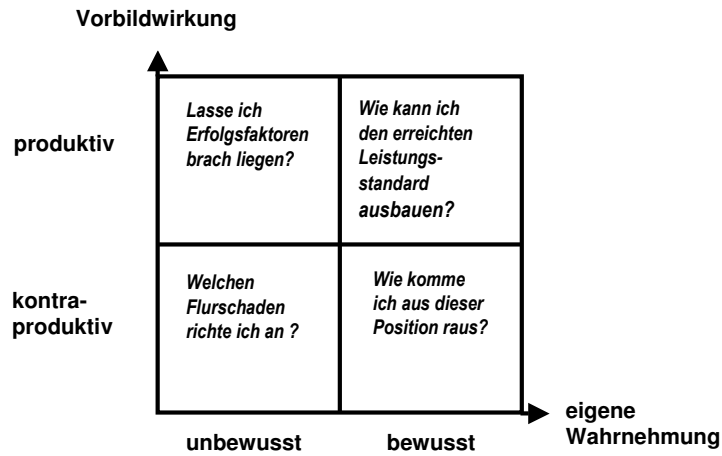 Vorbildwirkung
produktiv
Lasse ich
Erfolgsfaktoren
brach liegen?
Wie kann ich
den erreichten
Leistungs-
standard
ausbauen?
kontra-
produktiv
Welchen
Flurschaden
richte ich an ?
Wie komme
ich aus dieser
Position raus?
eigene
Wahrnehmung
unbewusst
bewusst